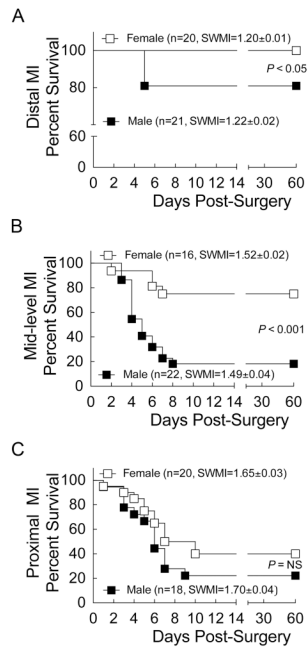 A
Female (n=20, SWMI=1.20±0.01)
100
80
60
0
P < 0.05
Distal MI
Percent Survival
Male (n=21, SWMI=1.22±0.02)
0 2 4 6 8 10 12 14 30 60
Days Post-Surgery
B
Female (n=16, SWMI=1.52±0.02)
100
80
60
40
20
0
P < 0.001
Mid-level MI
Percent Survival
Male (n=22, SWMI=1.49±0.04)
0 2 4 6 8 10 12 14 30 60
Days Post-Surgery
C
Female (n=20, SWMI=1.65±0.03)
100
80
60
40
20
0
P = NS
Proximal MI
Percent Survival
Male (n=18, SWMI=1.70±0.04)
0 2 4 6 8 10 12 14 30 60
Days Post-Surgery